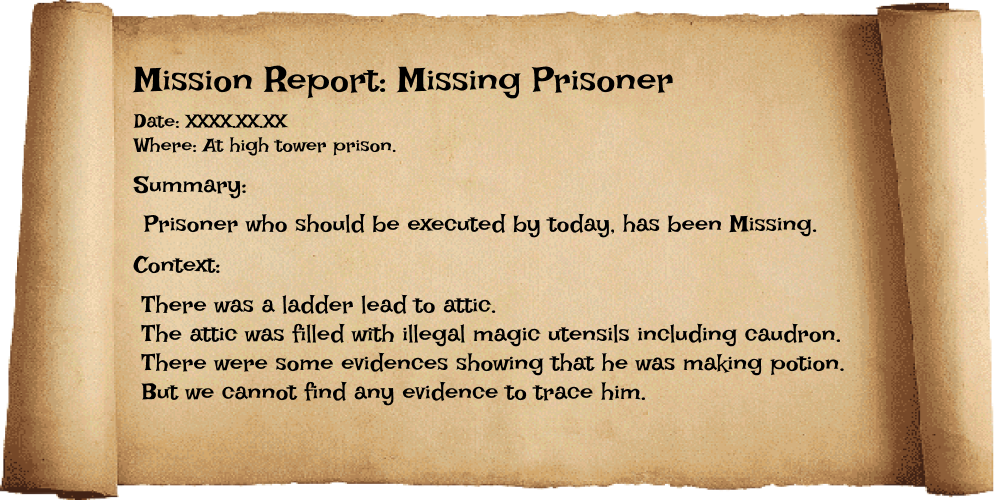 Mission Report: Missing Prisoner
Date: XXXX.XX.XX
Where: At high tower prison.
Summary:
Prisoner who should be executed by today, has been Missing.
Context:
There was a ladder lead to attic.
The attic was filled with illegal magic utensils including caudron.
There were some evidences showing that he was making potion.
But we cannot find any evidence to trace him.